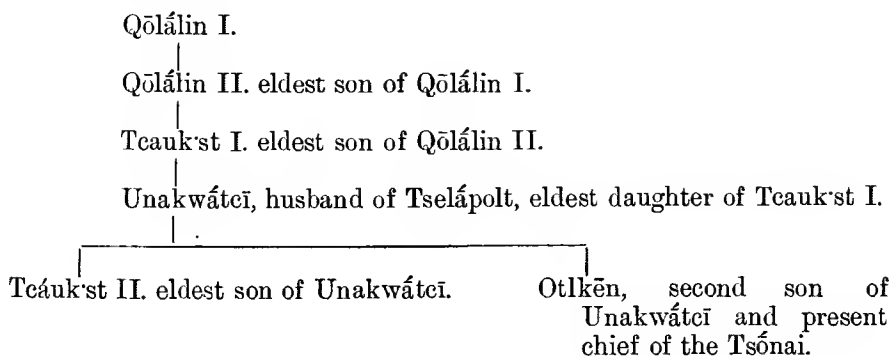 Qōlā́lin I.
Qōlā́lin II. eldest son of Qōlā́lin I.
Tcauk·st I. eldest son of Qōlā́lin II.
Unakwā́tcī, husband of Tselā́polt, eldest daughter of Tcauk·st I.
Tcáuk·st II. eldest son of Unakwā́tcī.
Otlkēn, second son of
Unakwā́tcī and present
chief of the Tsṓnai.